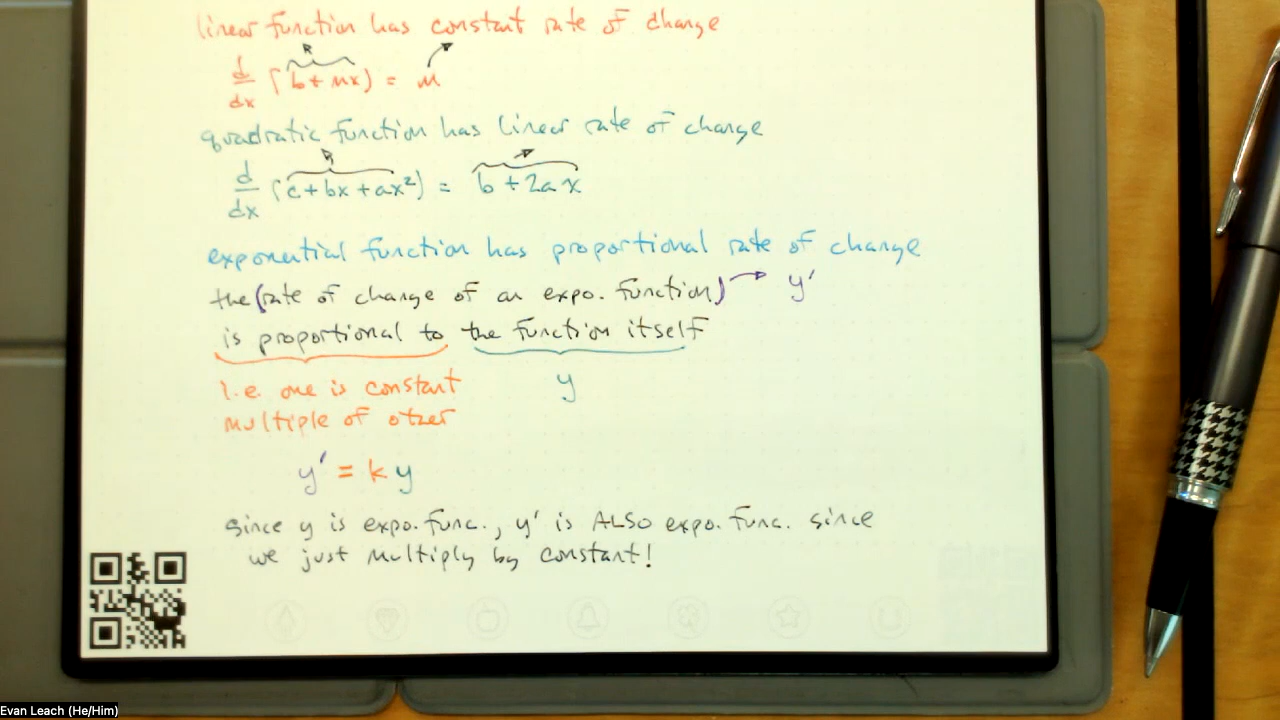 linear function has constant rate of change
d/dx (b + mx) = m
quadratic function has linear rate of change
d/dx (c + bx + ax²) = b + 2ax
exponential function has proportional rate of change
the (rate of change of an expo. function) → y'
is proportional to the function itself
i.e. one is constant y
multiple of other
y' = k y
since y is expo. func., y' is ALSO expo. func. since
we just multiply by constant!
Evan Leach (He/Him)